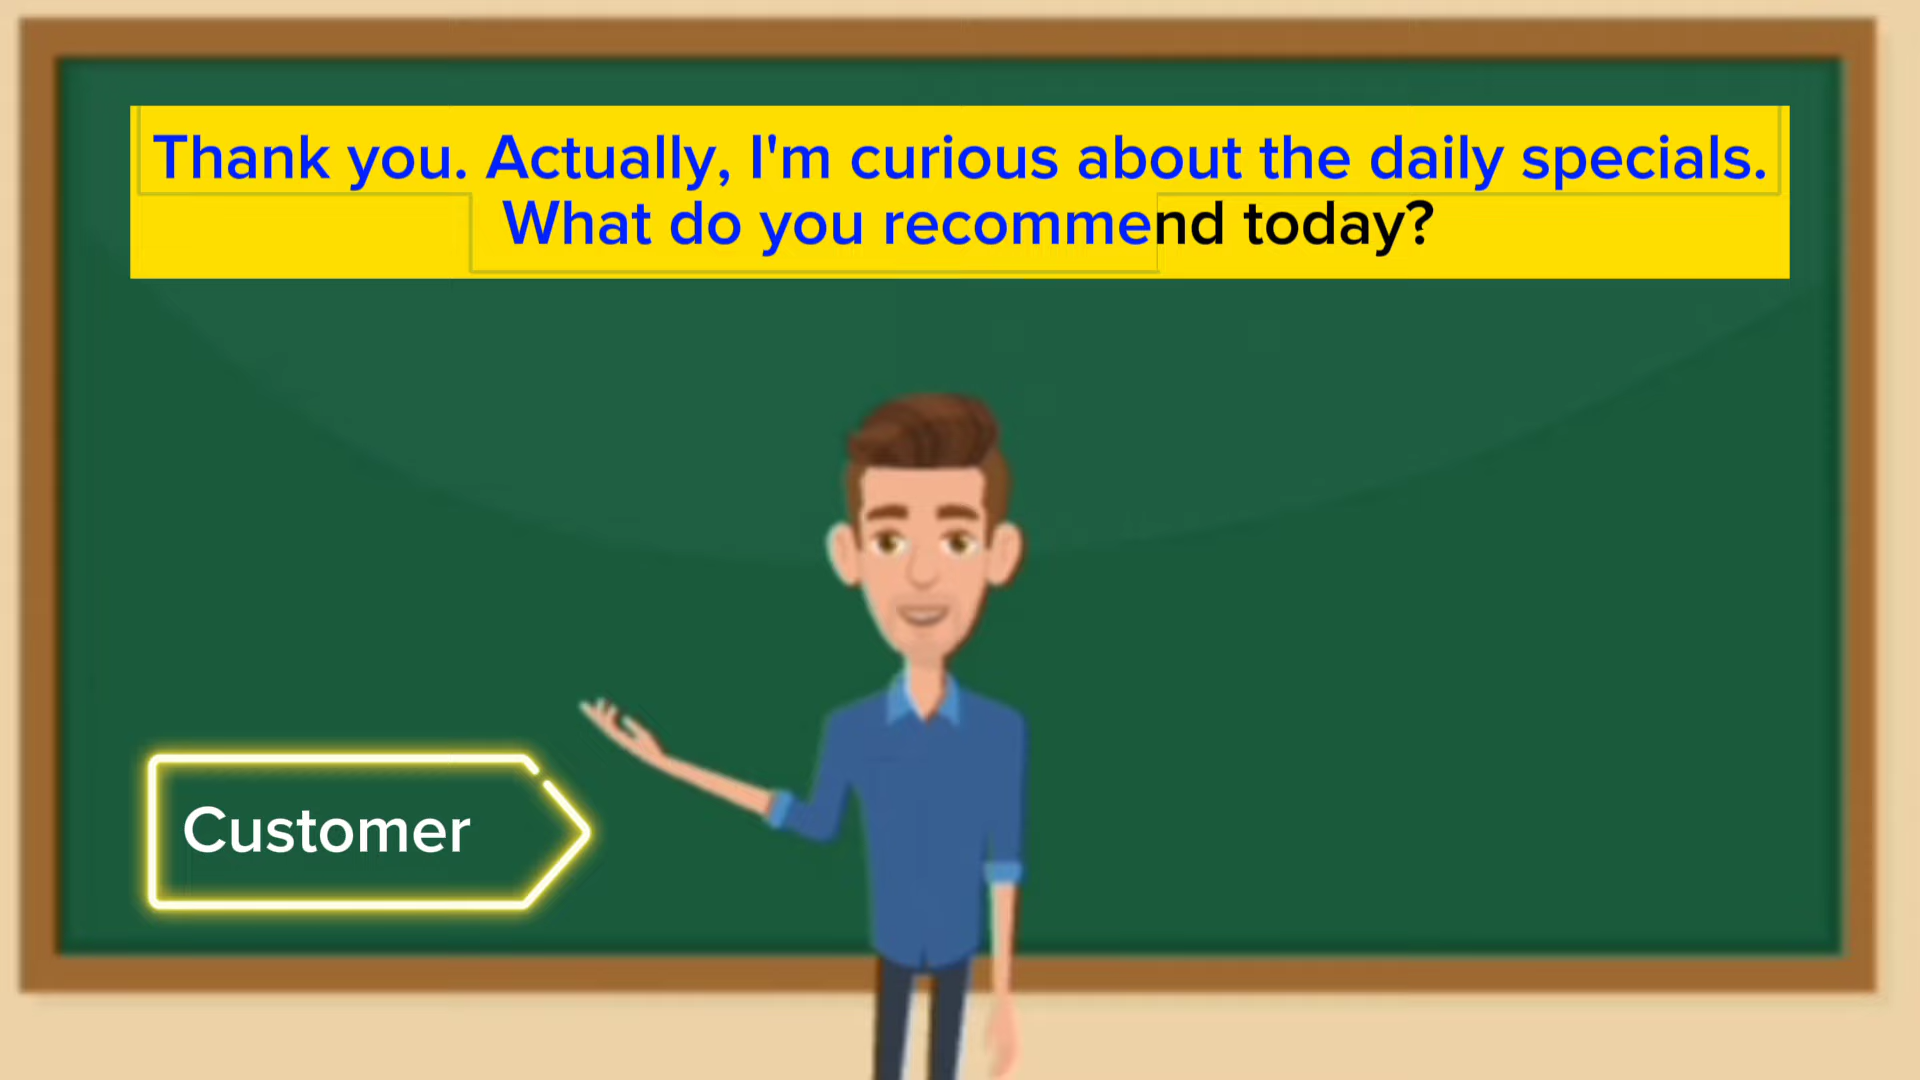 Thank you. Actually, I'm curious about the daily specials.
What do you recommend today?
Customer